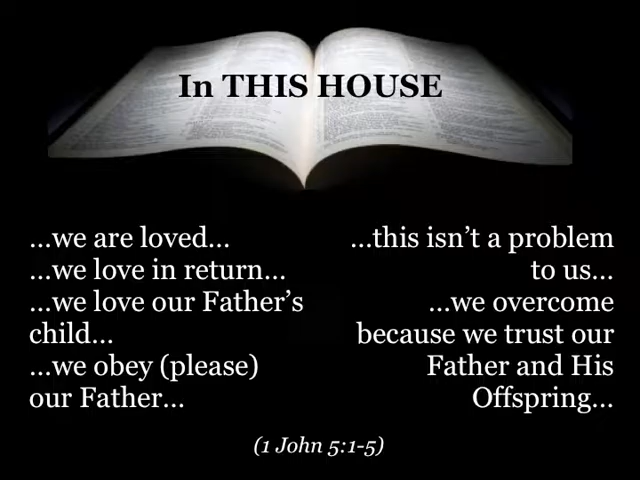 In THIS HOUSE
…we are loved…
…we love in return…
…we love our Father’s
child…
…we obey (please)
our Father…
…this isn’t a problem
to us…
…we overcome
because we trust our
Father and His
Offspring…
(1 John 5:1-5)